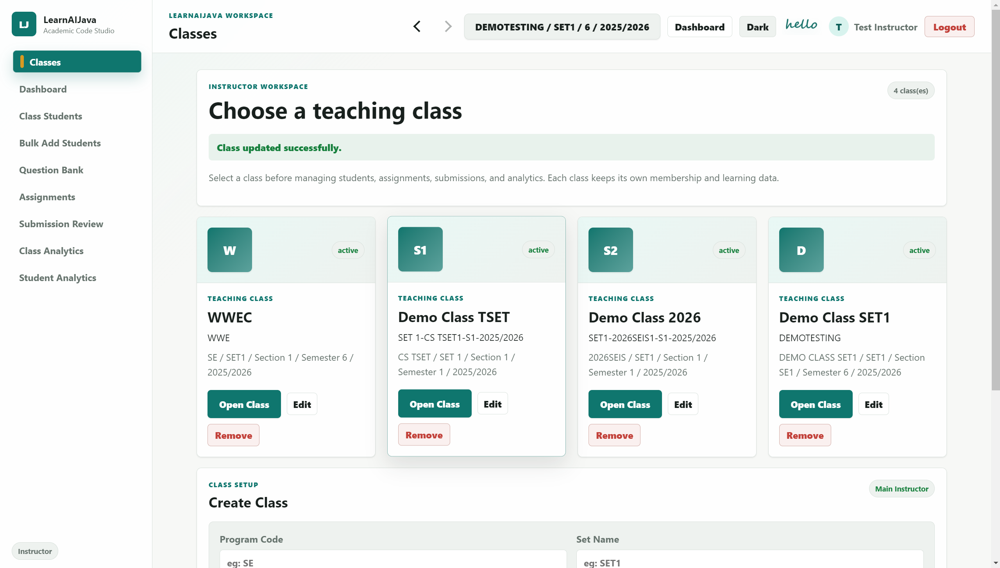 LJ
LearnAIJava
Academic Code Studio
Classes
Dashboard
Class Students
Bulk Add Students
Question Bank
Assignments
Submission Review
Class Analytics
Student Analytics
Instructor
LEARNAIJAVA WORKSPACE
Classes
DEMOTESTING / SET1 / 6 / 2025/2026
Dashboard
Dark
hello
T
Test Instructor
Logout
INSTRUCTOR WORKSPACE
4 class(es)
Choose a teaching class
Class updated successfully.
Select a class before managing students, assignments, submissions, and analytics. Each class keeps its own membership and learning data.
W
active
TEACHING CLASS
WWEC
WWE
SE / SET1 / Section 1 / Semester 6 /
2025/2026
Open Class
Edit
Remove
S1
active
TEACHING CLASS
Demo Class TSET
SET 1-CS TSET1-S1-2025/2026
CS TSET / SET 1 / Section 1 /
Semester 1 / 2025/2026
Open Class
Edit
Remove
S2
active
TEACHING CLASS
Demo Class 2026
SET1-2026SEIS1-S1-2025/2026
2026SEIS / SET1 / Section 1 /
Semester 1 / 2025/2026
Open Class
Edit
Remove
D
active
TEACHING CLASS
Demo Class SET1
DEMOTESTING
DEMO CLASS SET1 / SET1 / Section
SE1 / Semester 6 / 2025/2026
Open Class
Edit
Remove
CLASS SETUP
Main Instructor
Create Class
Program Code
eg: SE
Set Name
eg: SET1